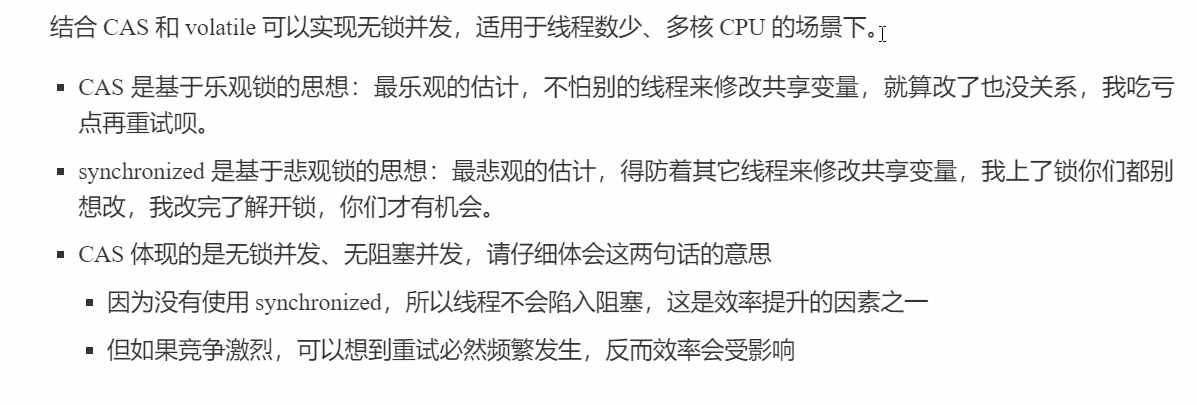 结合 CAS 和 volatile 可以实现无锁并发，适用于线程数少、多核 CPU 的场景下。
CAS 是基于乐观锁的思想：最乐观的估计，不怕别的线程来修改共享变量，就算改了也没关系，我吃亏
点再重试呗。
synchronized 是基于悲观锁的思想：最悲观的估计，得防着其它线程来修改共享变量，我上了锁你们都别
想改，我改完了解开锁，你们才有机会。
CAS 体现的是无锁并发、无阻塞并发，请仔细体会这两句话的意思
因为没有使用 synchronized，所以线程不会陷入阻塞，这是效率提升的因素之一
但如果竞争激烈，可以想到重试必然频繁发生，反而效率会受影响